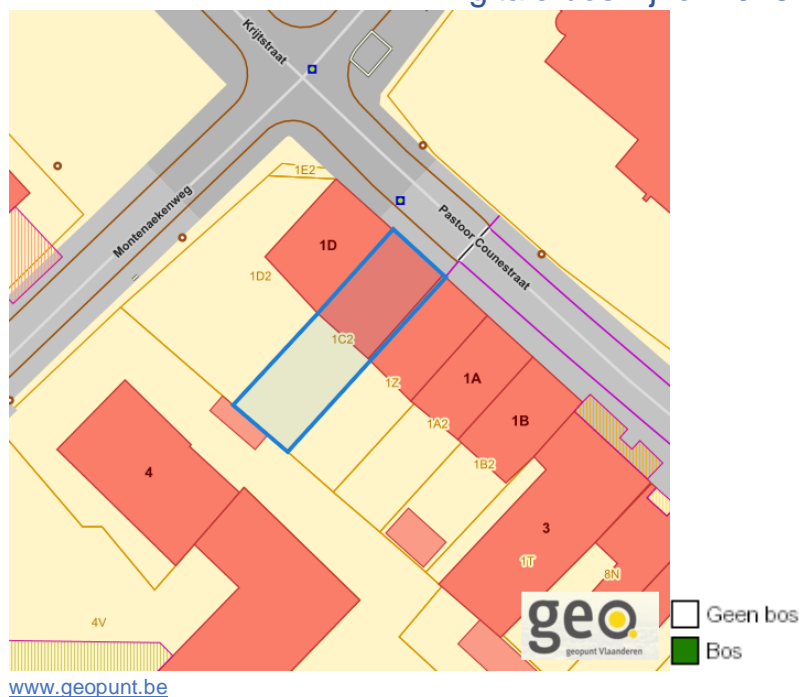 Krijtstraat
1E2
Montenaekenweg
Pastoor Counestraat
1D
1D2
1C2
1Z
1A
1A2
1B
1B2
4
3
1T
8N
4V
geo
geopunt Vlaanderen
Geen bos
Bos
www.geopunt.be